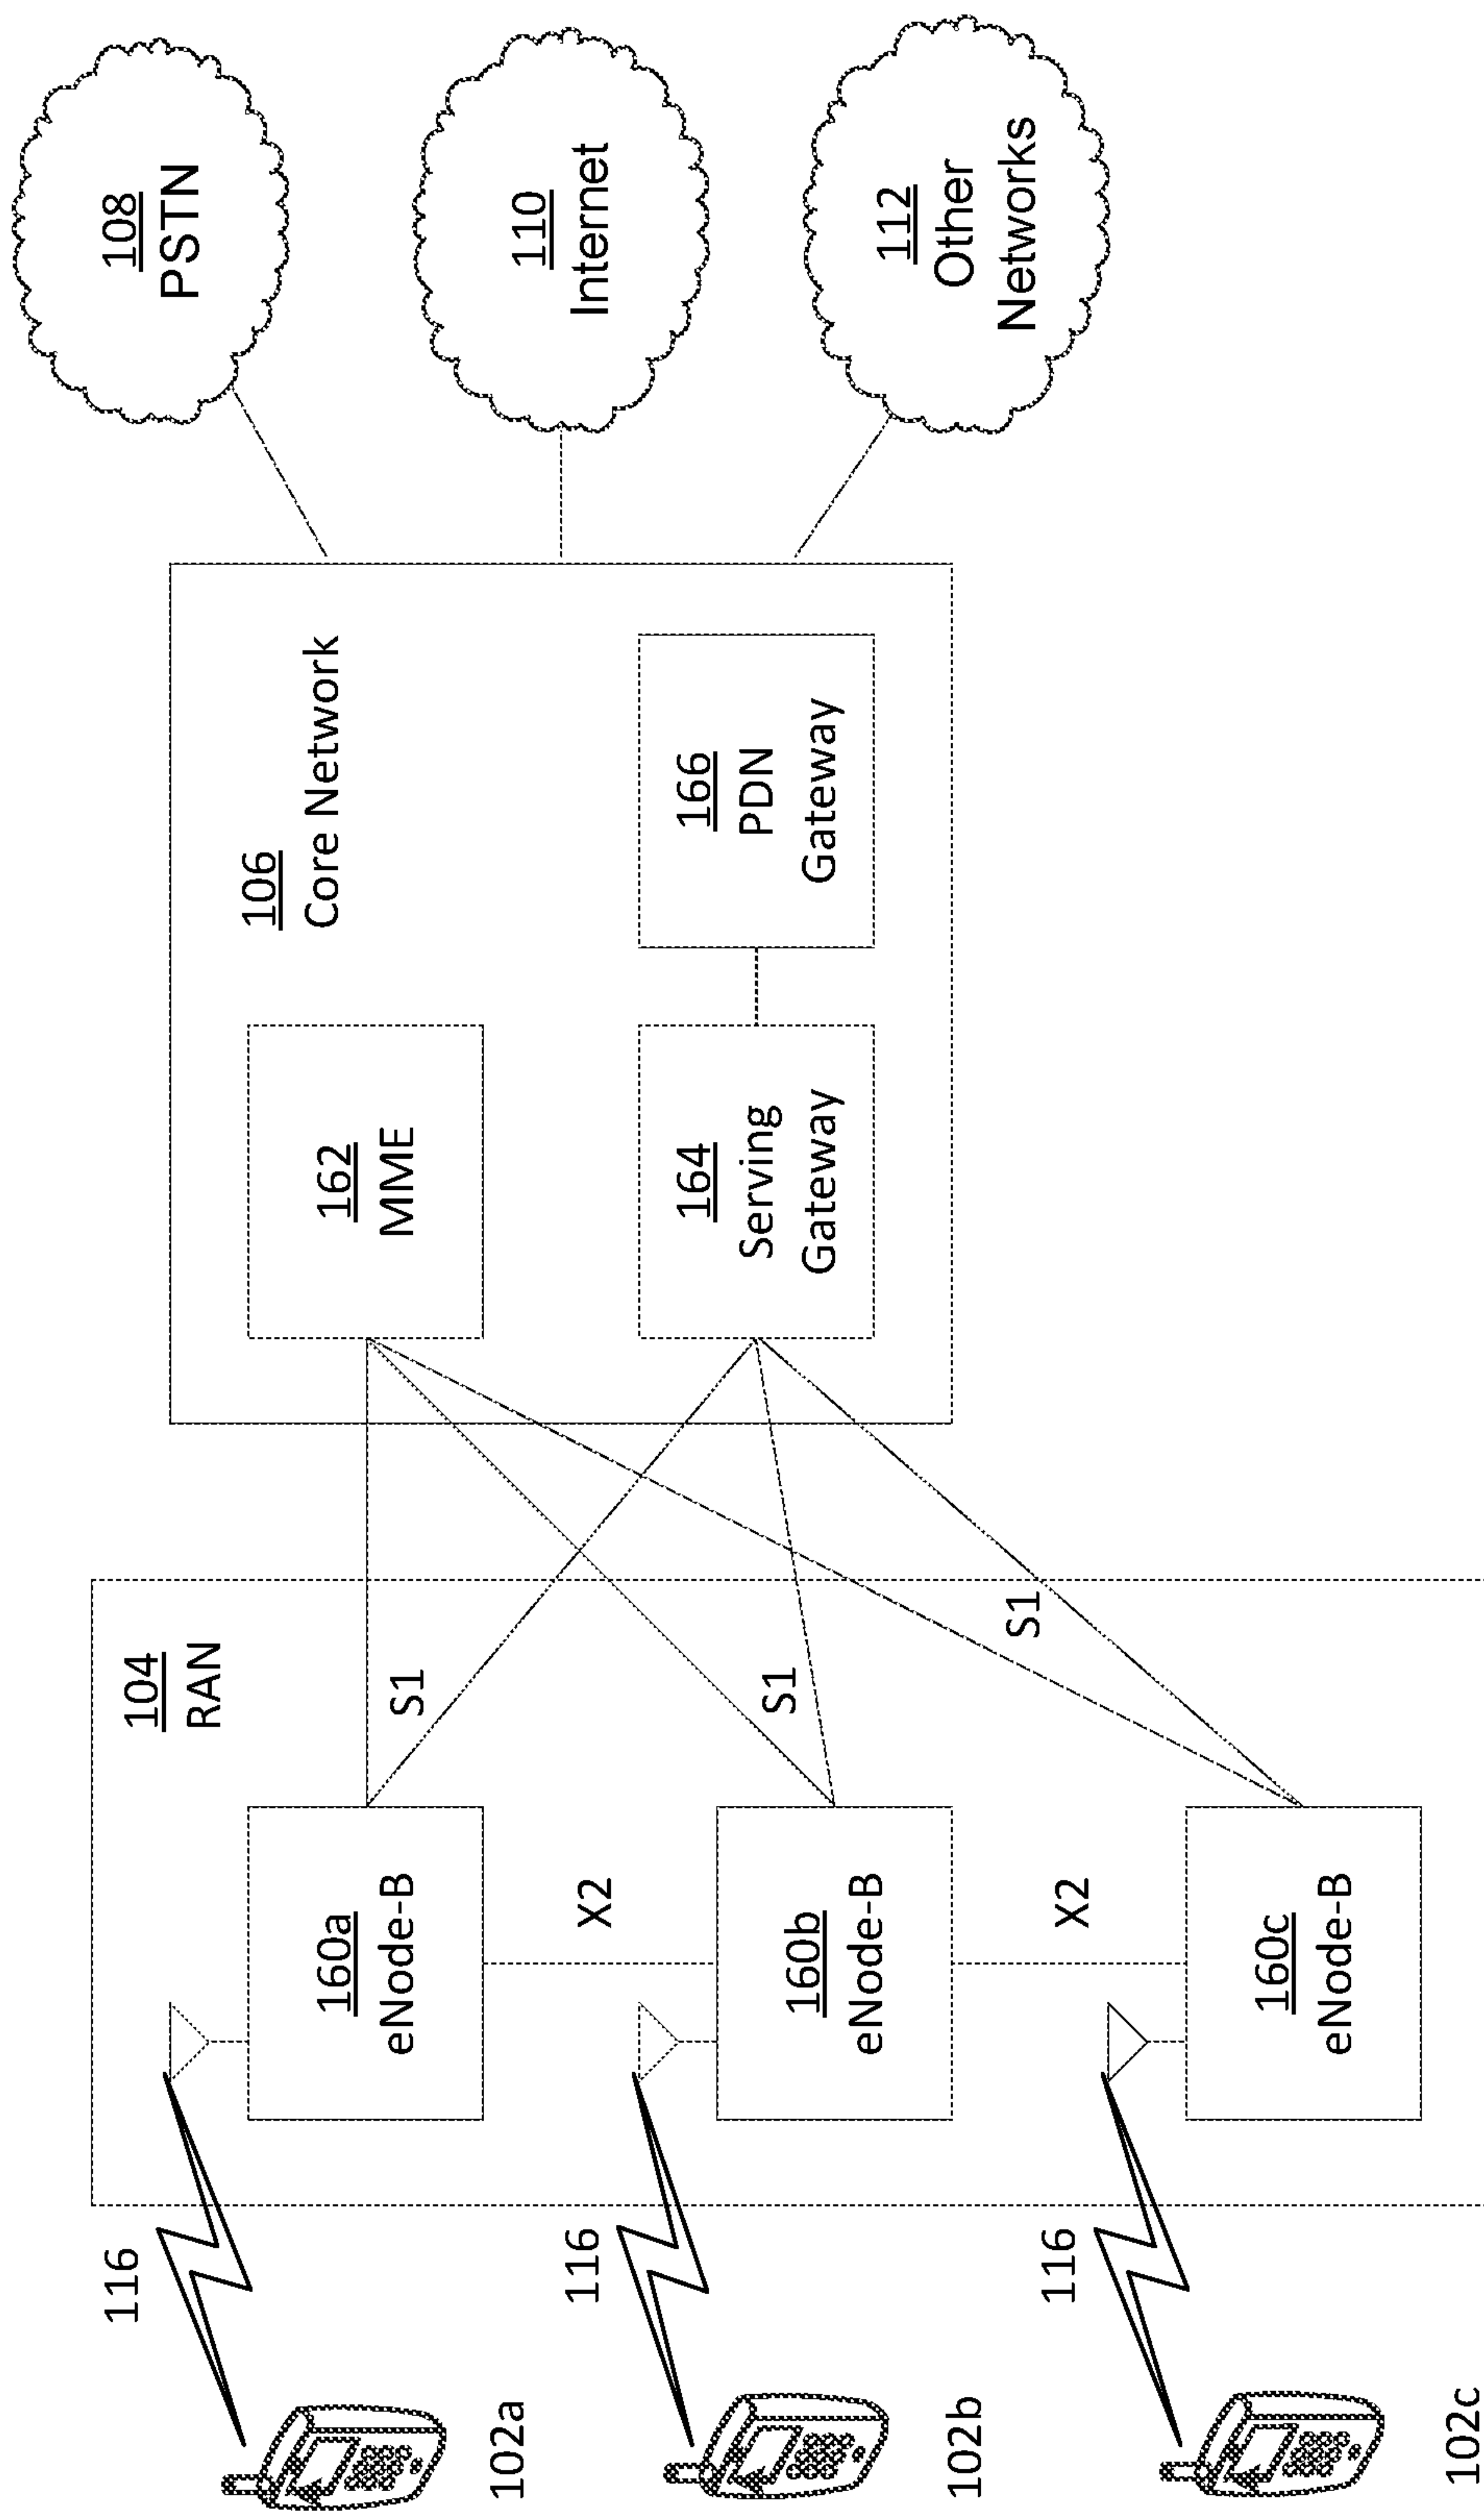 116
102a
116
102b
116
102c
104
RAN
160a
eNode-B
X2
160b
eNode-B
X2
160c
eNode-B
S1
S1
S1
106
Core Network
162
MME
164
Serving
Gateway
166
PDN
Gateway
108
PSTN
110
Internet
112
Other
Networks